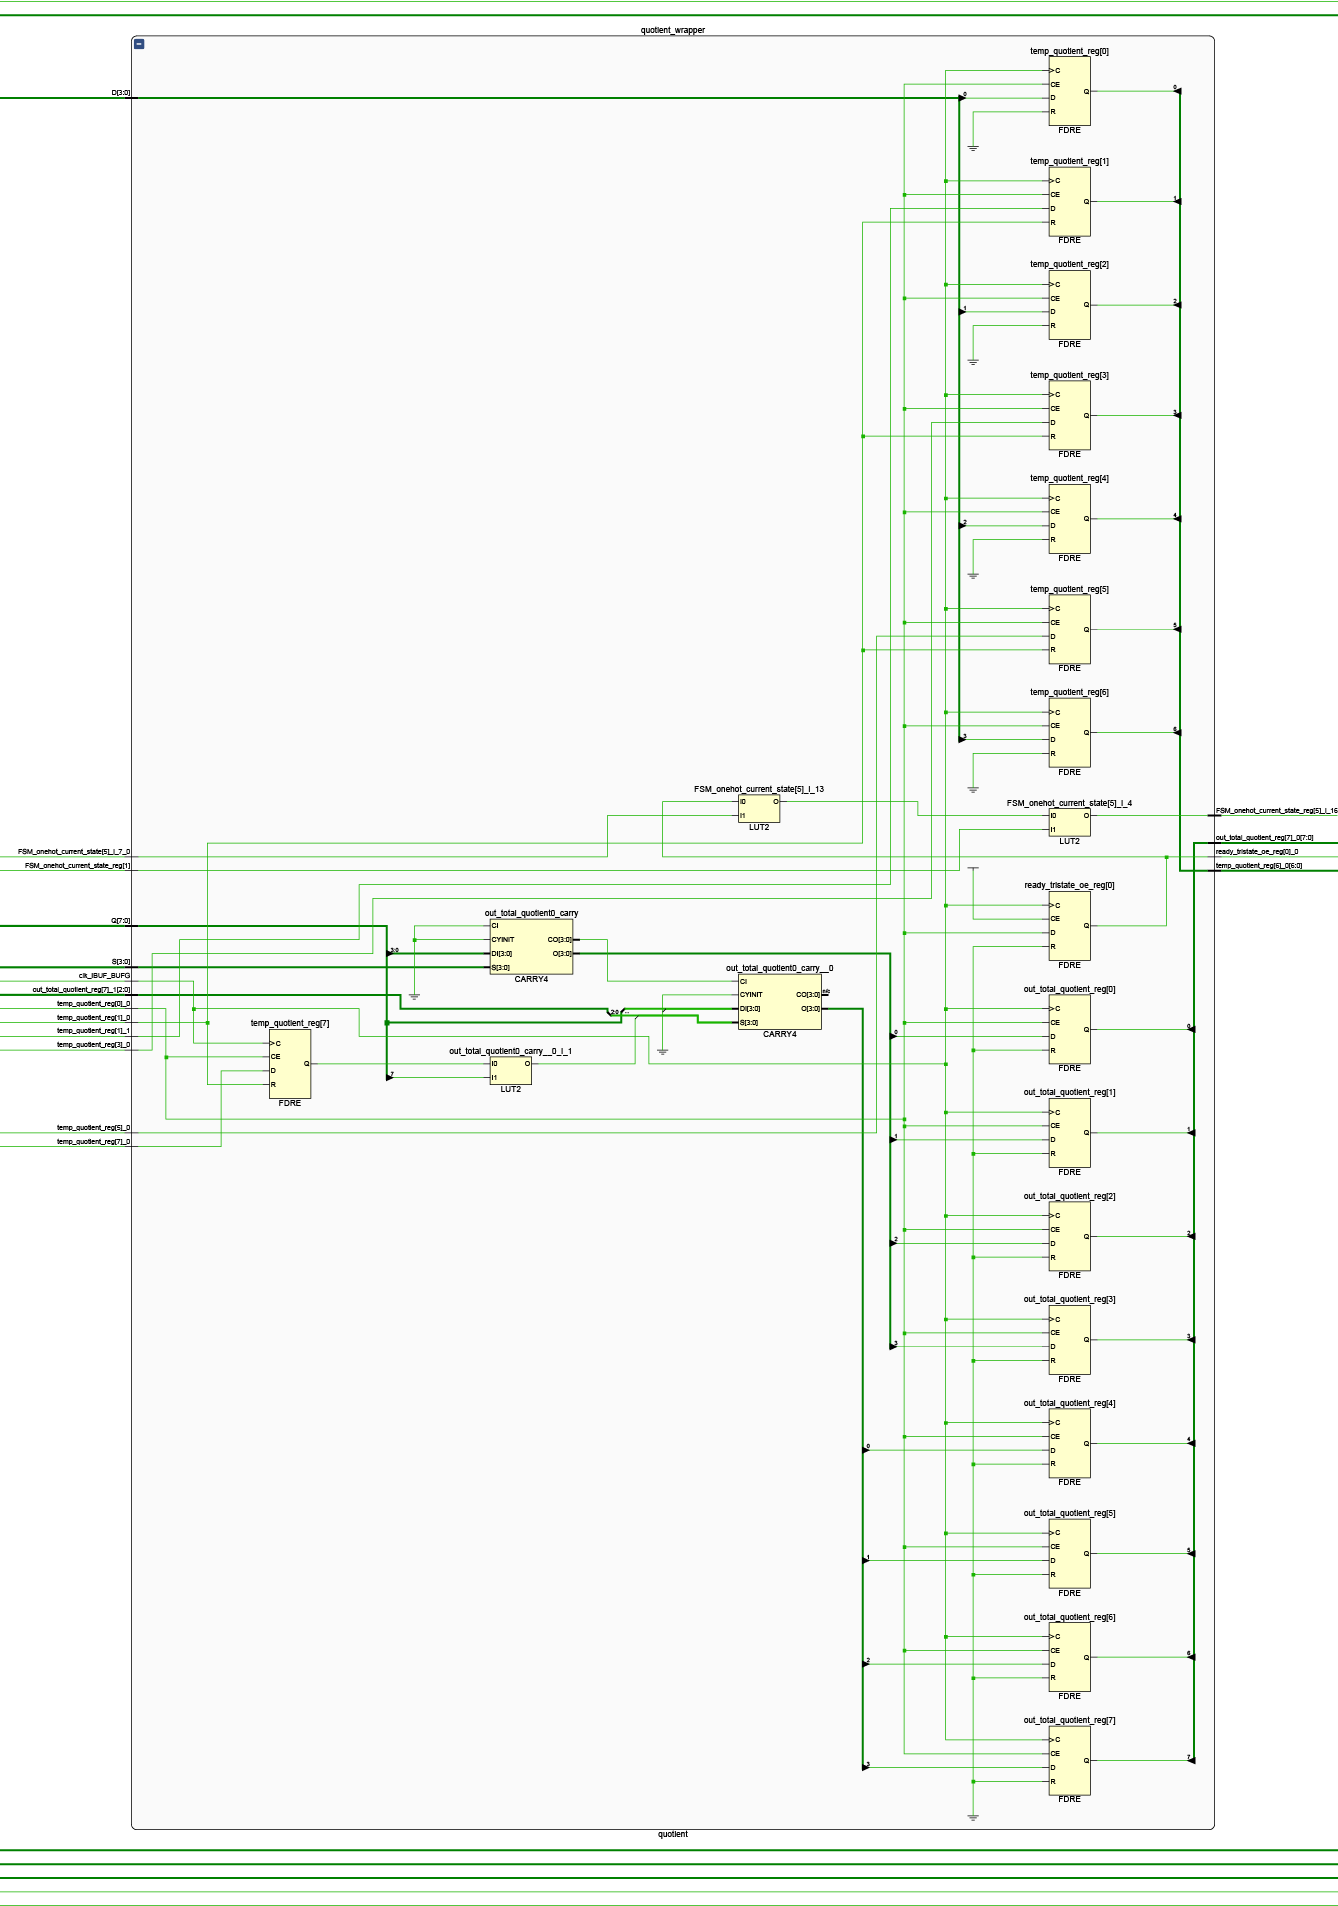 quotient_wrapper
D[3:0]
temp_quotient_reg[0]
C
CE
D
R
Q
FDRE
0
0
temp_quotient_reg[1]
C
CE
D
R
Q
FDRE
1
temp_quotient_reg[2]
C
CE
D
R
Q
FDRE
1
2
temp_quotient_reg[3]
C
CE
D
R
Q
FDRE
3
temp_quotient_reg[4]
C
CE
D
R
Q
FDRE
2
4
temp_quotient_reg[5]
C
CE
D
R
Q
FDRE
5
temp_quotient_reg[6]
C
CE
D
R
Q
FDRE
3
6
FSM_onehot_current_state[5]_i_13
I0
I1
O
LUT2
FSM_onehot_current_state[5]_i_4
I0
I1
O
LUT2
FSM_onehot_current_state_reg[5]_i_16
out_total_quotient_reg[7]_0[7:0]
ready_tristate_oe_reg[0]_0
temp_quotient_reg[6]_0[6:0]
FSM_onehot_current_state[5]_i_7_0
FSM_onehot_current_state_reg[1]
Q[7:0]
S[3:0]
clk_IBUF_BUFG
out_total_quotient_reg[7]_1[2:0]
temp_quotient_reg[0]_0
temp_quotient_reg[1]_0
temp_quotient_reg[1]_1
temp_quotient_reg[3]_0
temp_quotient_reg[5]_0
temp_quotient_reg[7]_0
temp_quotient_reg[7]
C
CE
D
R
Q
FDRE
out_total_quotient0_carry
CI
CYINIT
DI[3:0]
S[3:0]
CO[3:0]
O[3:0]
CARRY4
3:0
out_total_quotient0_carry__0
CI
CYINIT
DI[3:0]
S[3:0]
CO[3:0]
O[3:0]
n/c
CARRY4
2:0
out_total_quotient0_carry__0_i_1
I0
I1
O
LUT2
7
ready_tristate_oe_reg[0]
C
CE
D
R
Q
FDRE
out_total_quotient_reg[0]
C
CE
D
R
Q
FDRE
0
0
out_total_quotient_reg[1]
C
CE
D
R
Q
FDRE
1
1
out_total_quotient_reg[2]
C
CE
D
R
Q
FDRE
2
2
out_total_quotient_reg[3]
C
CE
D
R
Q
FDRE
3
3
out_total_quotient_reg[4]
C
CE
D
R
Q
FDRE
0
4
out_total_quotient_reg[5]
C
CE
D
R
Q
FDRE
1
5
out_total_quotient_reg[6]
C
CE
D
R
Q
FDRE
2
6
out_total_quotient_reg[7]
C
CE
D
R
Q
FDRE
3
7
quotient